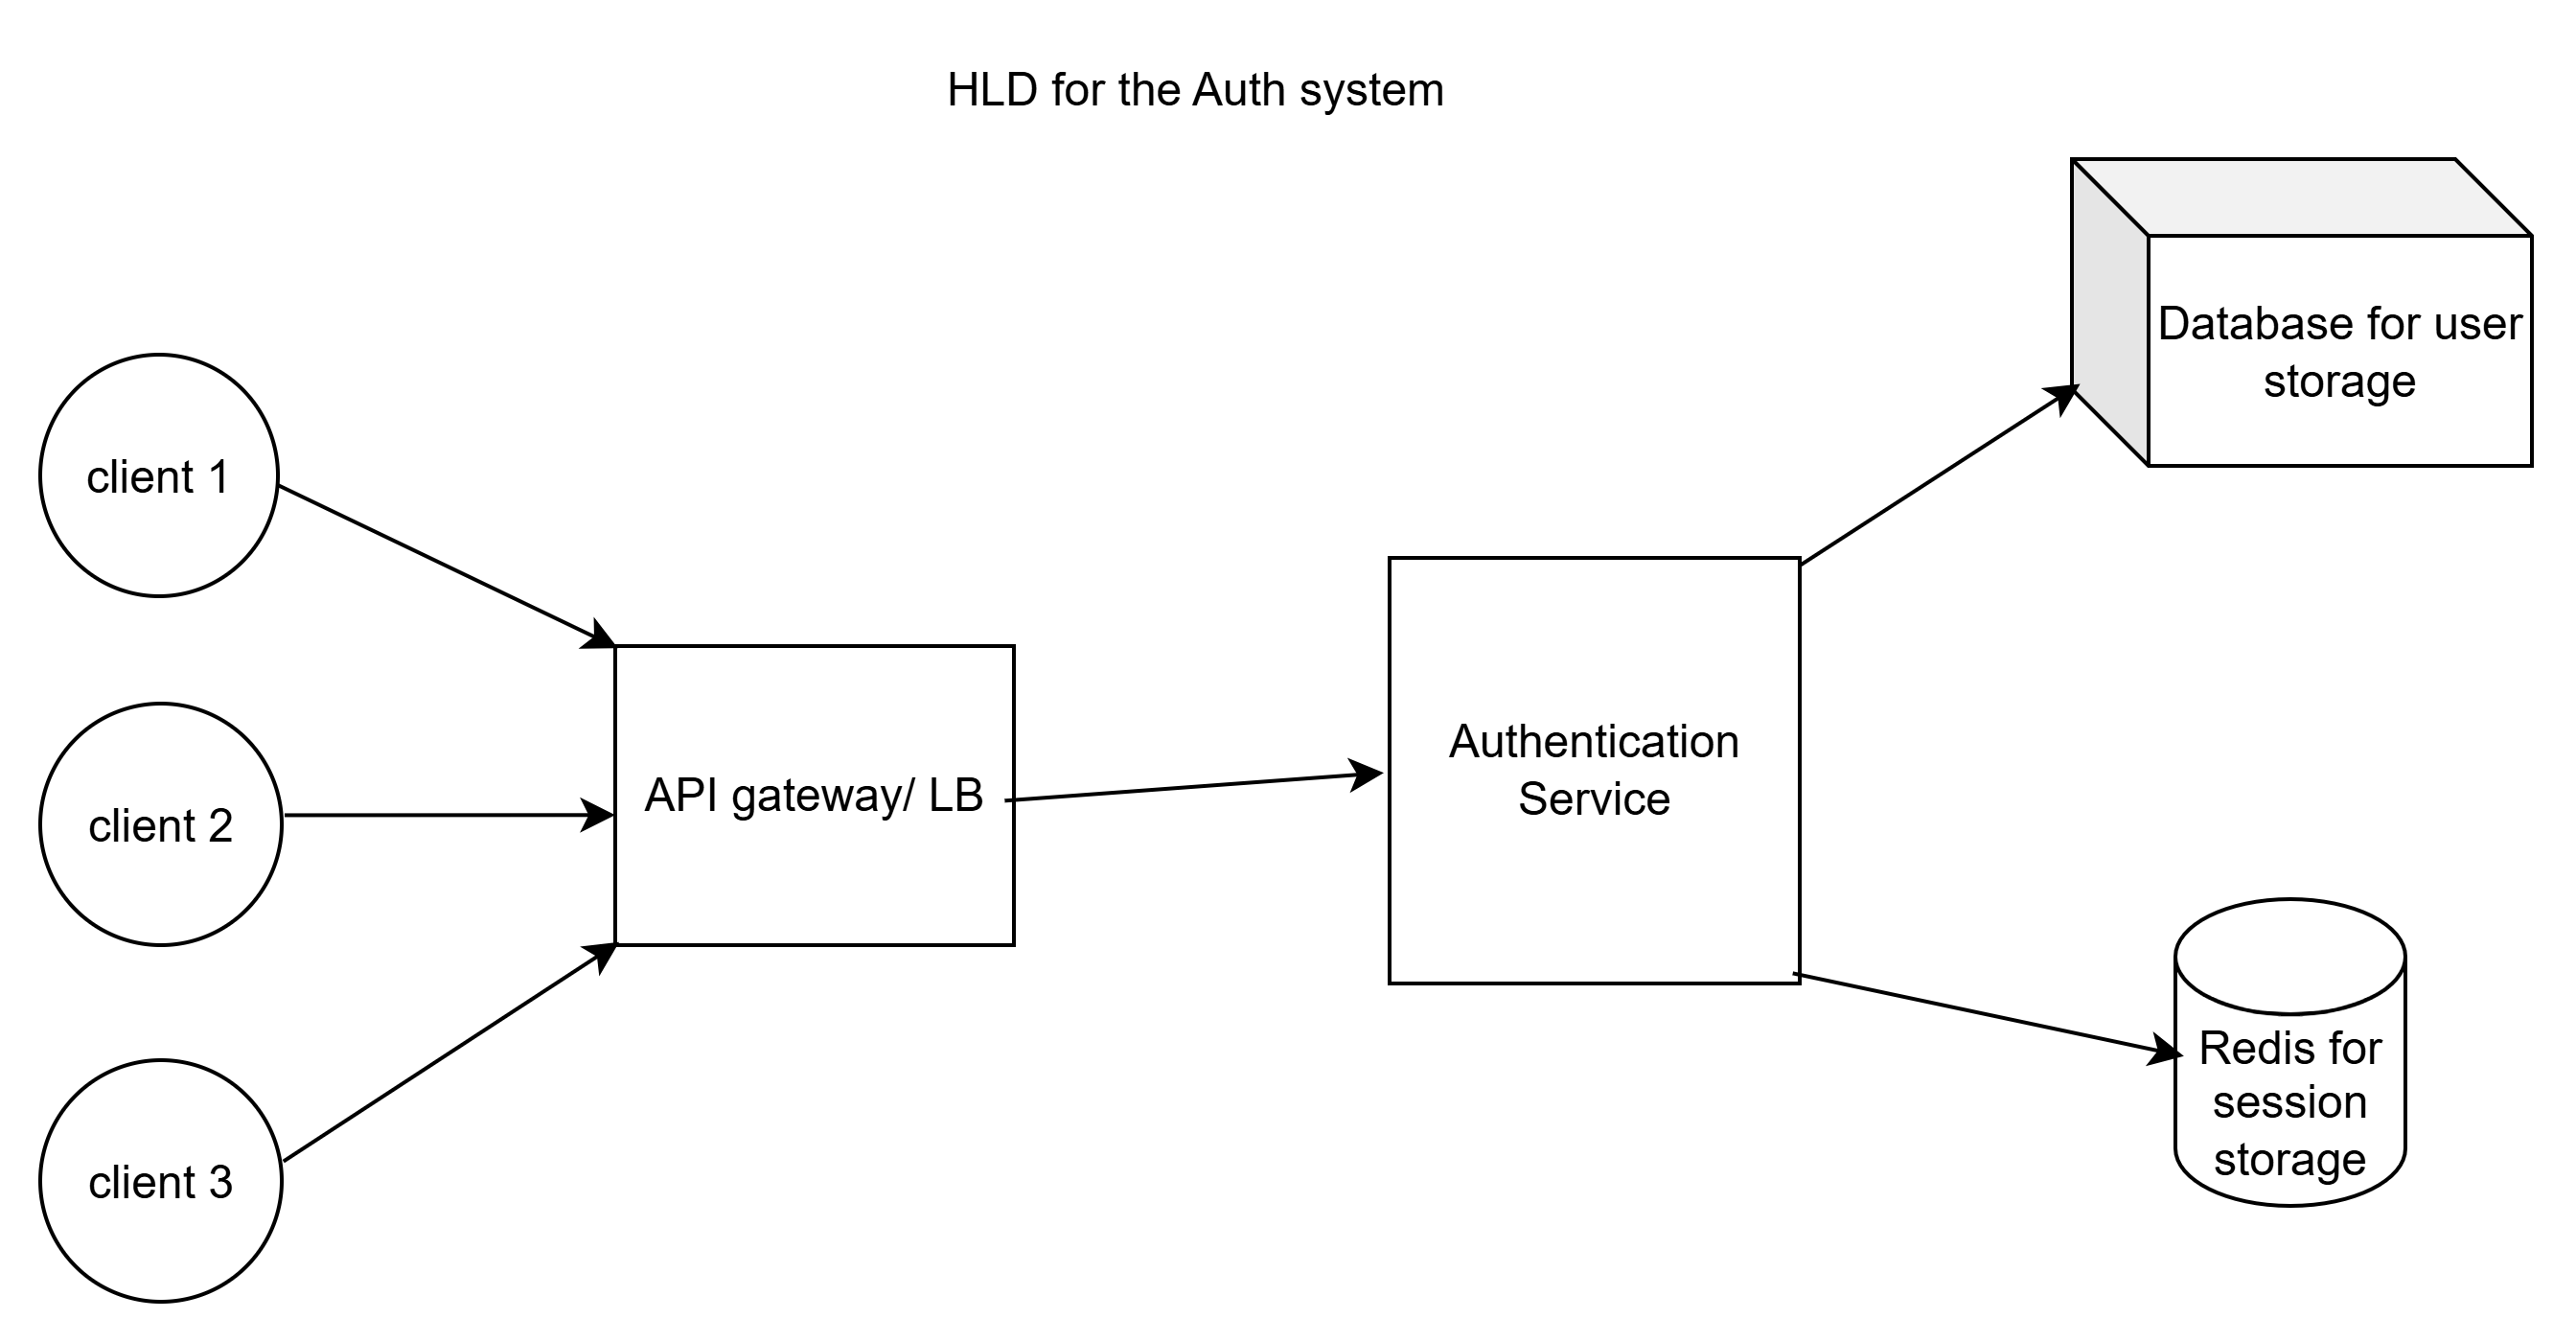 HLD for the Auth system
Database for user
storage
client 1
Authentication
Service
API gateway/ LB
client 2
Redis for
session
storage
client 3